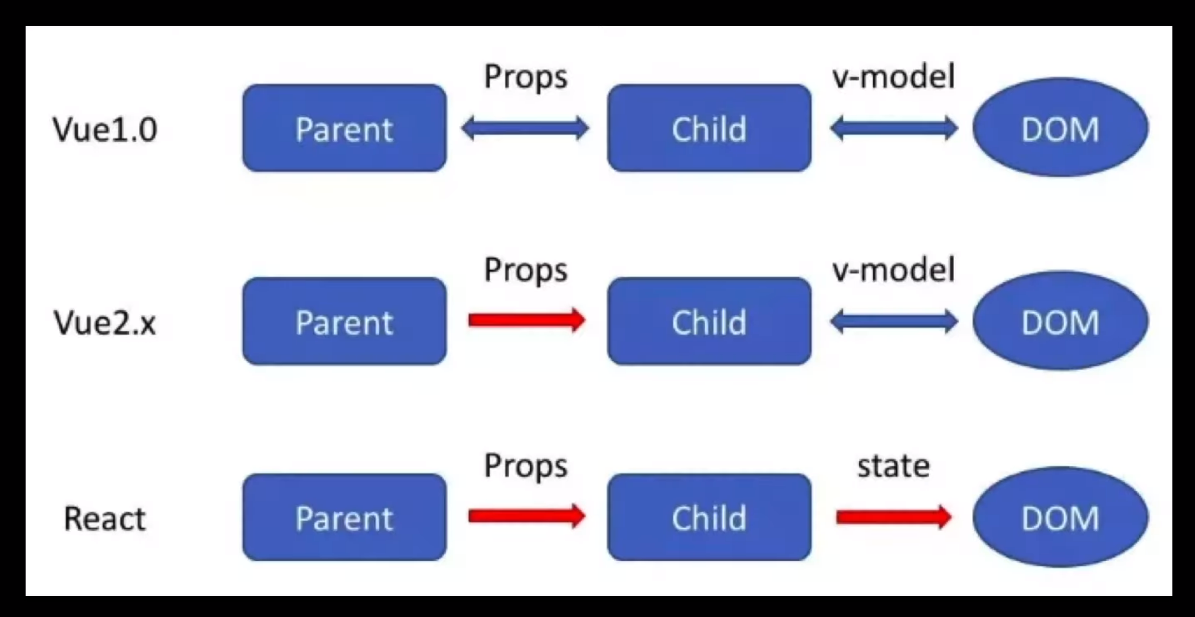 Props v-model
Vue1.0 Parent Child DOM
Props v-model
Vue2.x Parent Child DOM
Props state
React Parent Child DOM